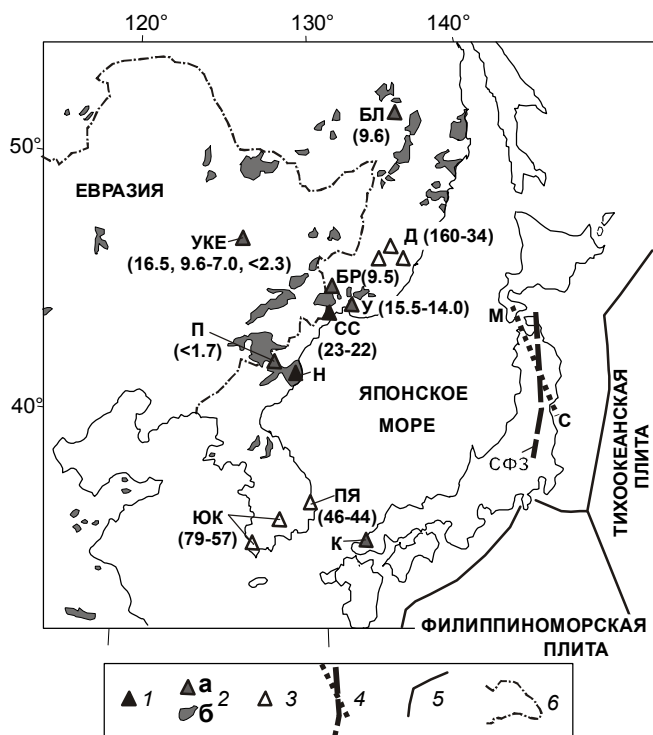 120°
130°
140°
50°
БЛ
(9.6)
ЕВРАЗИЯ
УКЕ
(16.5, 9.6-7.0, <2.3)
Д (160-34)
БР(9.5)
У (15.5-14.0)
СС
(23-22)
П
(<1.7)
Н
М
40°
ЯПОНСКОЕ
МОРЕ
С
СФЗ
ТИХООКЕАНСКАЯ
ПЛИТА
ПЯ
(46-44)
ЮК
(79-57)
К
ФИЛИППИНОМОРСКАЯ
ПЛИТА
1
а
б
2
3
4
5
6